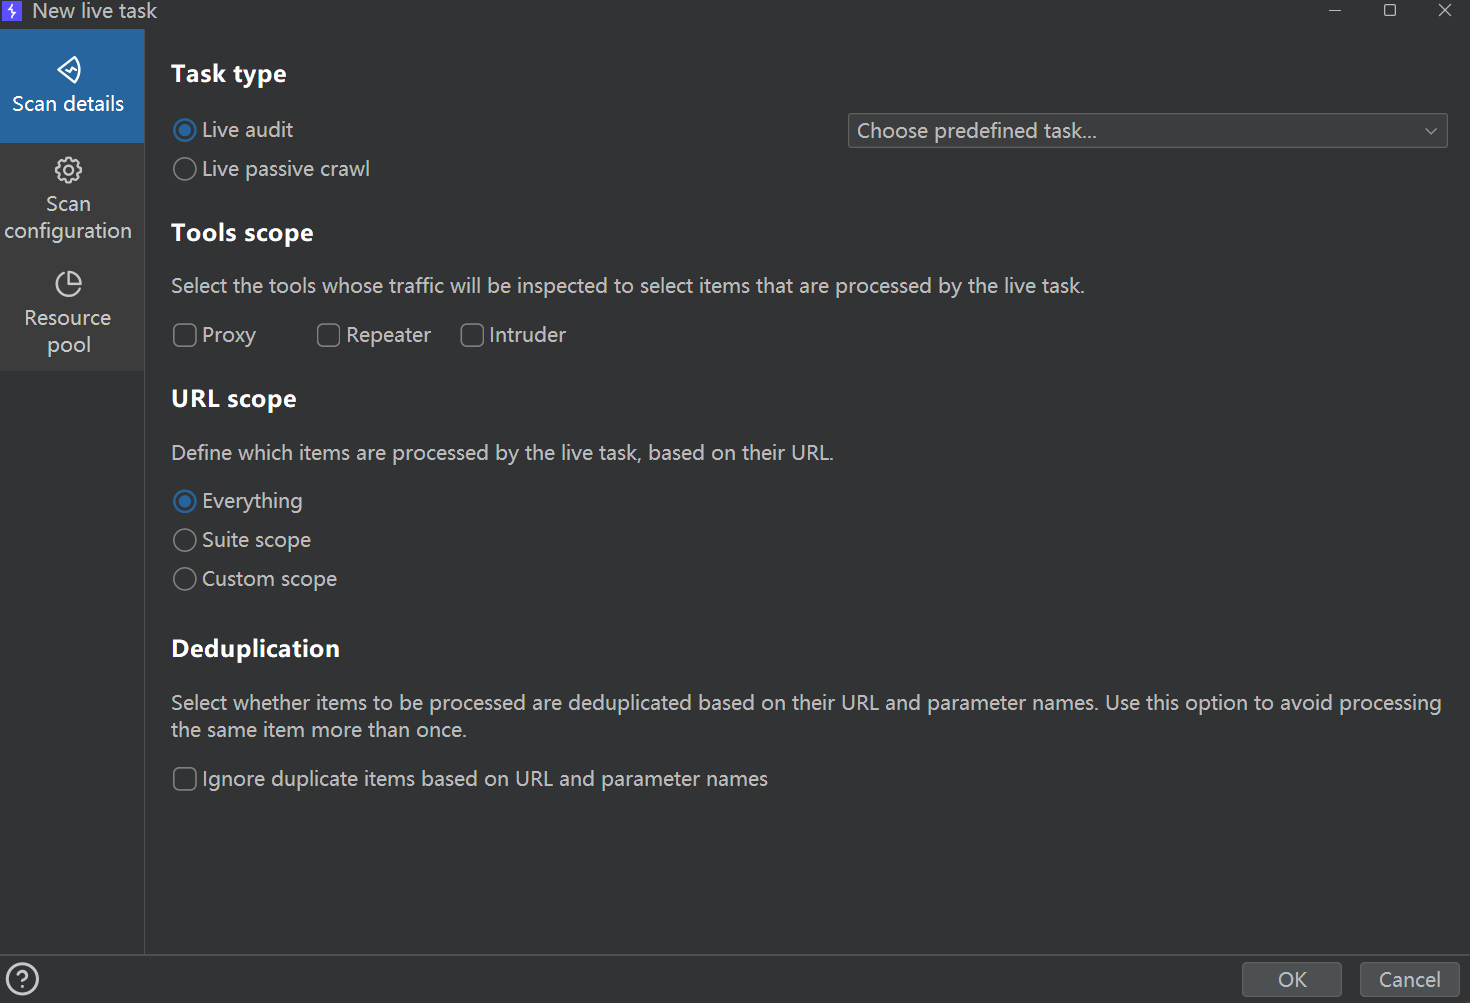 New live task
Scan details
Scan
configuration
Resource
pool
Task type
Live audit
Choose predefined task...
Live passive crawl
Tools scope
Select the tools whose traffic will be inspected to select items that are processed by the live task.
Proxy Repeater Intruder
URL scope
Define which items are processed by the live task, based on their URL.
Everything
Suite scope
Custom scope
Deduplication
Select whether items to be processed are deduplicated based on their URL and parameter names. Use this option to avoid processing
the same item more than once.
Ignore duplicate items based on URL and parameter names
?
OK Cancel